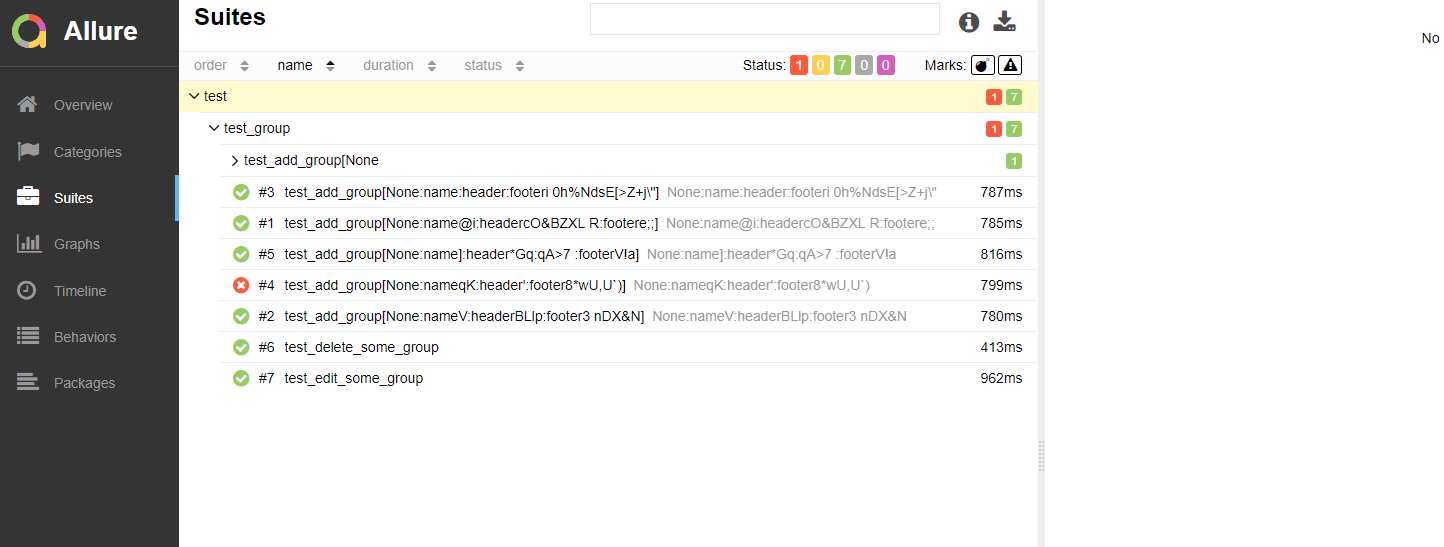 Allure
Overview
Categories
Suites
Graphs
Timeline
Behaviors
Packages
Suites
order name duration status Status: 1 0 7 0 0 Marks:
test 1 7
test_group 1 7
test_add_group[None 1
#3 test_add_group[None:name:header:footeri 0h%NdsE[>Z+j\"] None:name:header:footeri 0h%NdsE[>Z+j\" 787ms
#1 test_add_group[None:name@i:headercO&BZXL R:footere;;] None:name@i:headercO&BZXL R:footere;; 785ms
#5 test_add_group[None:name]:header*Gq:qA>7 :footerV!a] None:name]:header*Gq:qA>7 :footerV!a 816ms
#4 test_add_group[None:nameqK:header':footer8*wU,U`)] None:nameqK:header':footer8*wU,U`) 799ms
#2 test_add_group[None:nameV:headerBLIp:footer3 nDX&N] None:nameV:headerBLIp:footer3 nDX&N 780ms
#6 test_delete_some_group 413ms
#7 test_edit_some_group 962ms
No